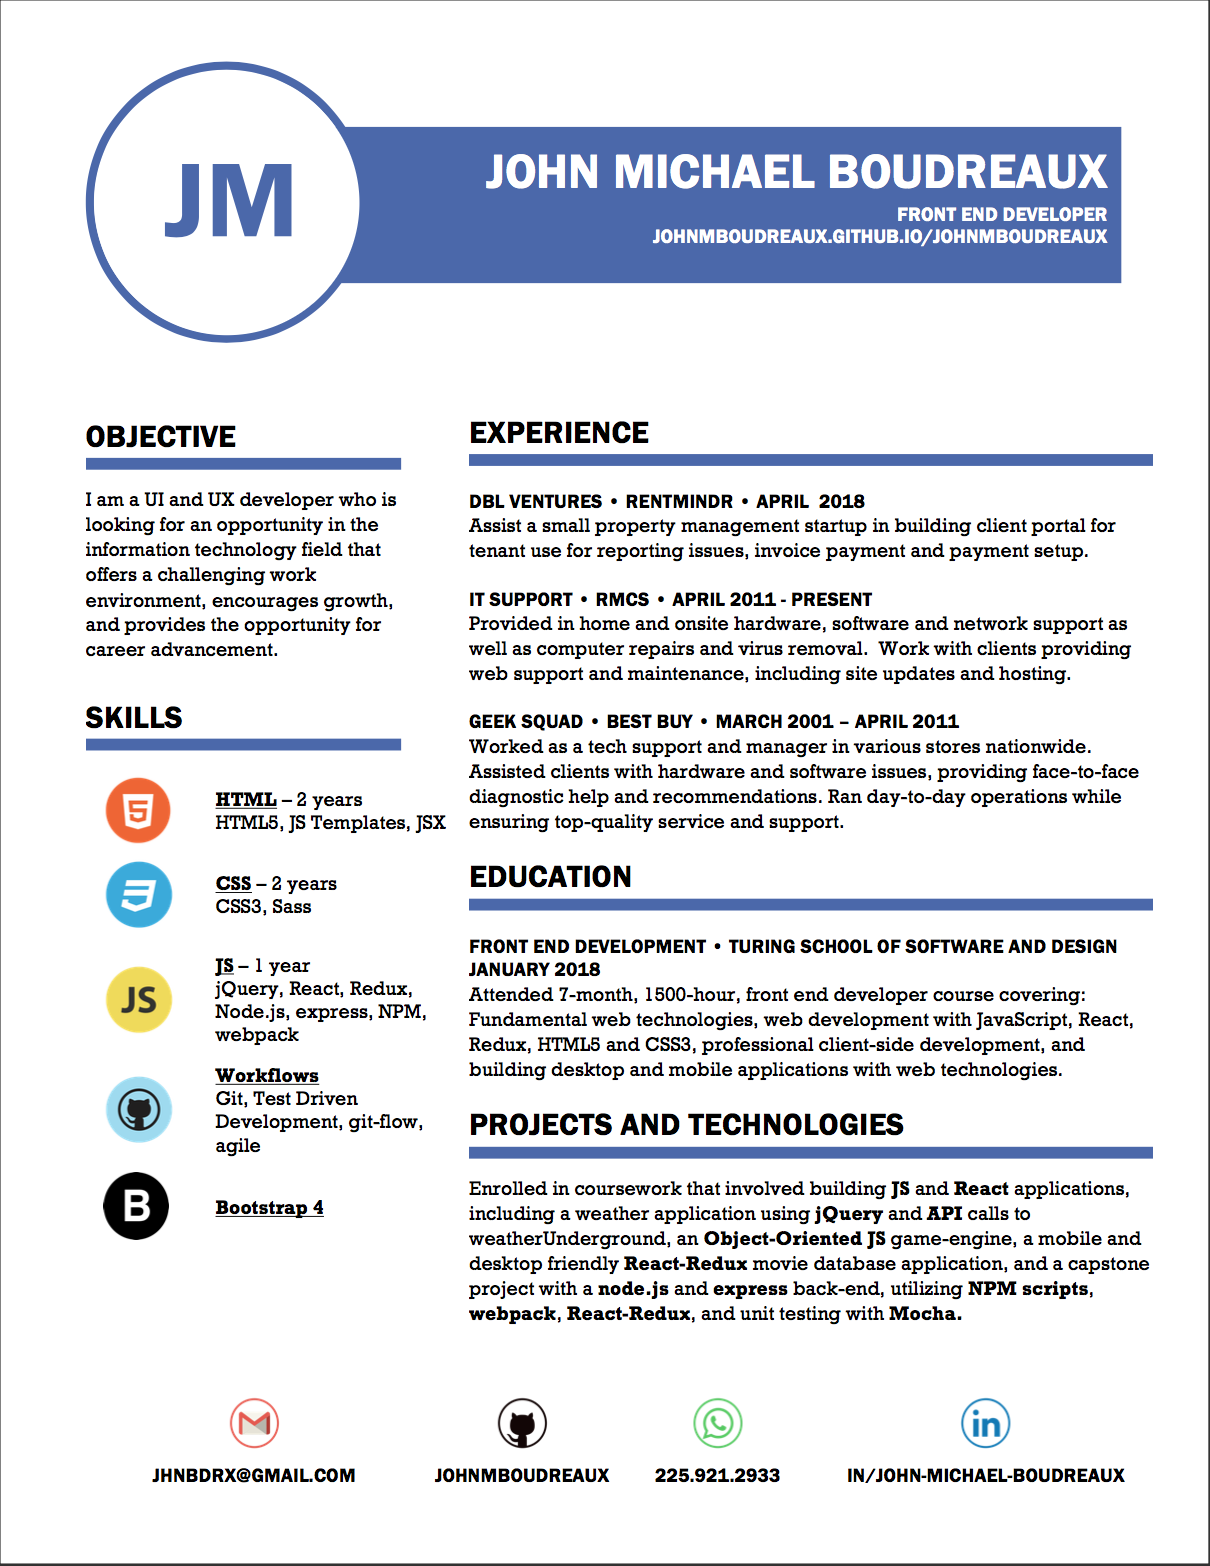 JM
JOHN MICHAEL BOUDREAUX
FRONT END DEVELOPER
JOHNMBOUDREAUX.GITHUB.IO/JOHNMBOUDREAUX
OBJECTIVE
I am a UI and UX developer who is
looking for an opportunity in the
information technology field that
offers a challenging work
environment, encourages growth,
and provides the opportunity for
career advancement.
SKILLS
5
HTML – 2 years
HTML5, JS Templates, JSX
3
CSS – 2 years
CSS3, Sass
JS
JS – 1 year
jQuery, React, Redux,
Node.js, express, NPM,
webpack
Workflows
Git, Test Driven
Development, git-flow,
agile
B
Bootstrap 4
EXPERIENCE
DBL VENTURES • RENTMINDR • APRIL  2018
Assist a small property management startup in building client portal for
tenant use for reporting issues, invoice payment and payment setup.
IT SUPPORT • RMCS • APRIL 2011 - PRESENT
Provided in home and onsite hardware, software and network support as
well as computer repairs and virus removal.  Work with clients providing
web support and maintenance, including site updates and hosting.
GEEK SQUAD • BEST BUY • MARCH 2001 – APRIL 2011
Worked as a tech support and manager in various stores nationwide.
Assisted clients with hardware and software issues, providing face-to-face
diagnostic help and recommendations. Ran day-to-day operations while
ensuring top-quality service and support.
EDUCATION
FRONT END DEVELOPMENT • TURING SCHOOL OF SOFTWARE AND DESIGN
JANUARY 2018
Attended 7-month, 1500-hour, front end developer course covering:
Fundamental web technologies, web development with JavaScript, React,
Redux, HTML5 and CSS3, professional client-side development, and
building desktop and mobile applications with web technologies.
PROJECTS AND TECHNOLOGIES
Enrolled in coursework that involved building JS and React applications,
including a weather application using jQuery and API calls to
weatherUnderground, an Object-Oriented JS game-engine, a mobile and
desktop friendly React-Redux movie database application, and a capstone
project with a node.js and express back-end, utilizing NPM scripts,
webpack, React-Redux, and unit testing with Mocha.
in
JHNBDRX@GMAIL.COM
JOHNMBOUDREAUX
225.921.2933
IN/JOHN-MICHAEL-BOUDREAUX